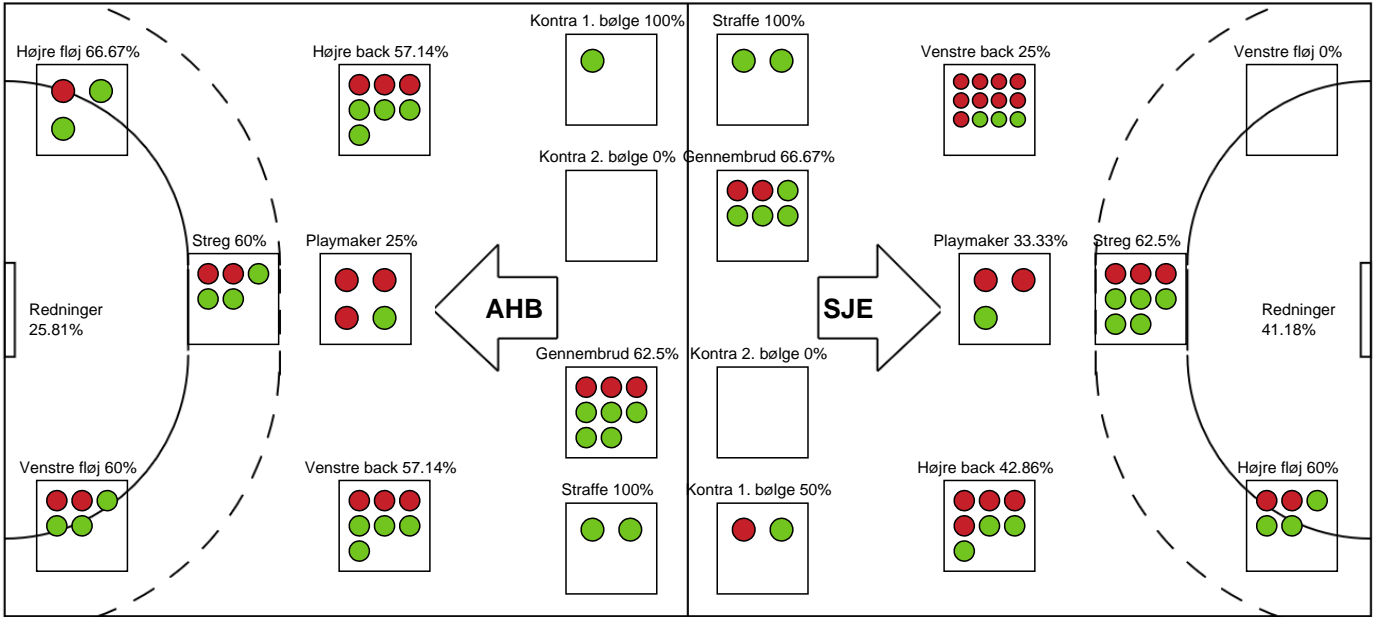 Kontra 1. bølge 100%
Straffe 100%
Højre fløj 66.67%
Højre back 57.14%
Venstre back 25%
Venstre fløj 0%
Kontra 2. bølge 0%
Gennembrud 66.67%
Streg 60%
Playmaker 25%
Playmaker 33.33%
Streg 62.5%
Redninger
25.81%
AHB
SJE
Redninger
41.18%
Gennembrud 62.5%
Kontra 2. bølge 0%
Venstre fløj 60%
Venstre back 57.14%
Højre back 42.86%
Højre fløj 60%
Straffe 100%
Kontra 1. bølge 50%